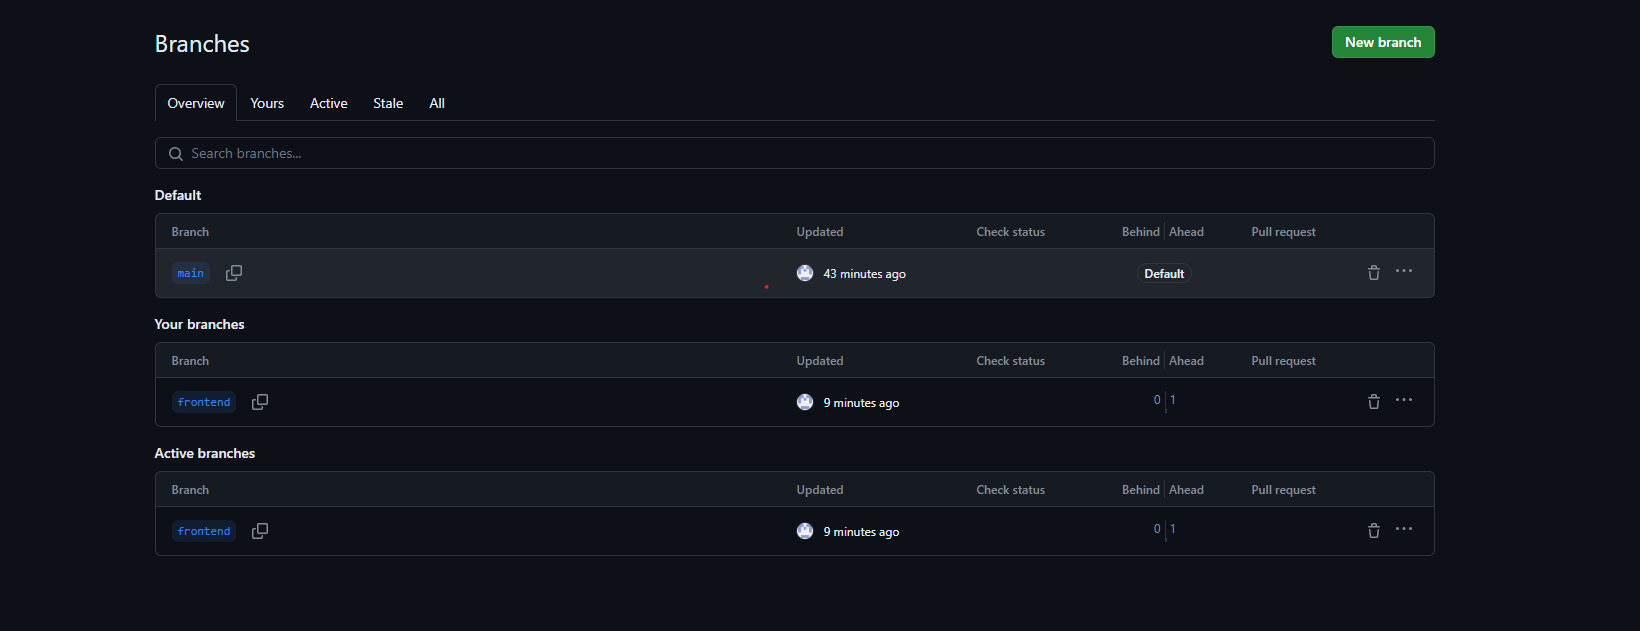 Branches
New branch
Overview Yours Active Stale All
Search branches...
Default
Branch Updated Check status Behind Ahead Pull request
main 43 minutes ago Default
Your branches
Branch Updated Check status Behind Ahead Pull request
frontend 9 minutes ago 0 1
Active branches
Branch Updated Check status Behind Ahead Pull request
frontend 9 minutes ago 0 1